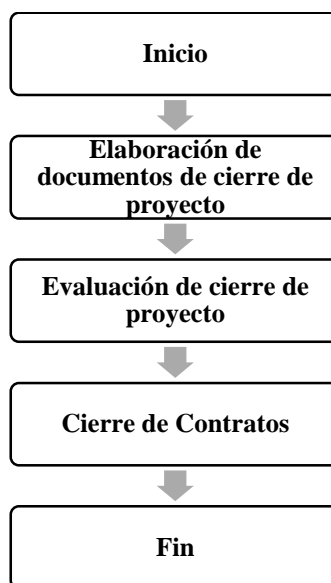 Inicio
Elaboración de
documentos de cierre de
proyecto
Evaluación de cierre de
proyecto
Cierre de Contratos
Fin